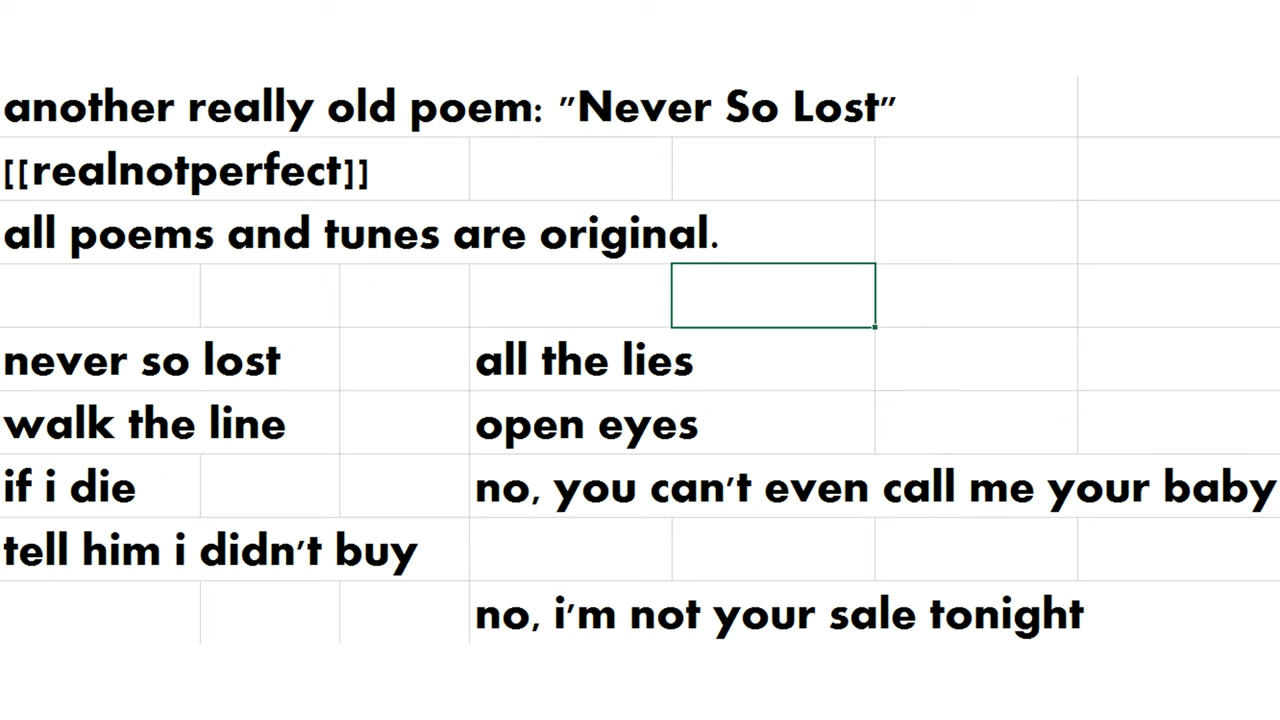 another really old poem: "Never So Lost"
[[realnotperfect]]
all poems and tunes are original.
never so lost
walk the line
if i die
tell him i didn't buy
all the lies
open eyes
no, you can't even call me your baby
no, i'm not your sale tonight